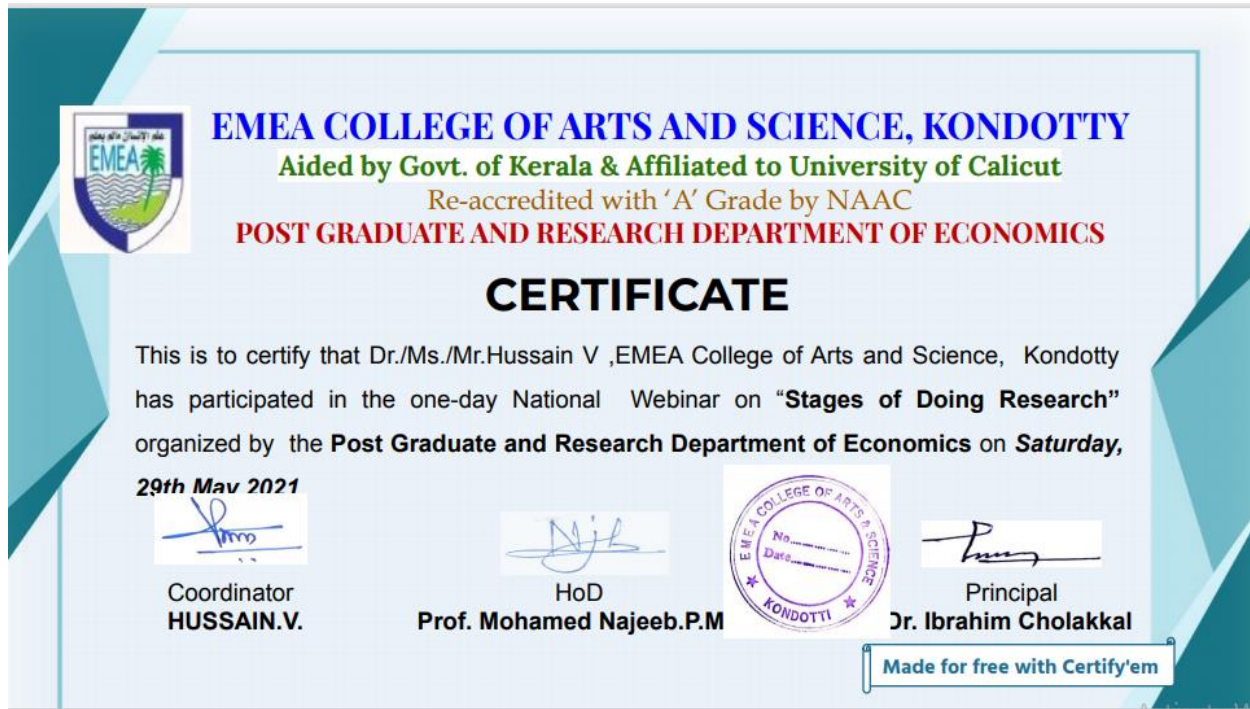 EMEA
EMEA COLLEGE OF ARTS AND SCIENCE, KONDOTTY
Aided by Govt. of Kerala & Affiliated to University of Calicut
Re-accredited with ‘A’ Grade by NAAC
POST GRADUATE AND RESEARCH DEPARTMENT OF ECONOMICS
CERTIFICATE
This is to certify that Dr./Ms./Mr.Hussain V ,EMEA College of Arts and Science, Kondotty
has participated in the one-day National Webinar on “Stages of Doing Research”
organized by the Post Graduate and Research Department of Economics on Saturday,
29th May 2021
EMEA COLLEGE OF ARTS & SCIENCE
No
Date
KONDOTTI
Coordinator
HUSSAIN.V.
HoD
Prof. Mohamed Najeeb.P.M
Principal
Dr. Ibrahim Cholakkal
Made for free with Certify'em